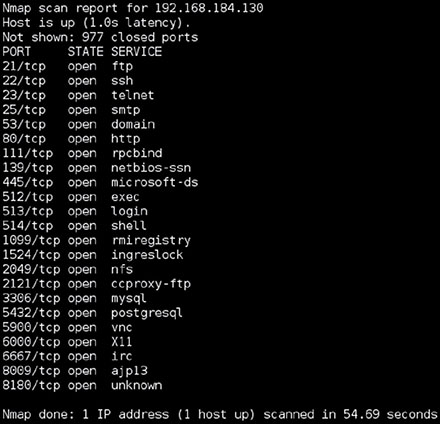 Nmap scan report for 192.168.184.130
Host is up (1.0s latency).
Not shown: 977 closed ports
PORT     STATE SERVICE
21/tcp   open  ftp
22/tcp   open  ssh
23/tcp   open  telnet
25/tcp   open  smtp
53/tcp   open  domain
80/tcp   open  http
111/tcp  open  rpcbind
139/tcp  open  netbios-ssn
445/tcp  open  microsoft-ds
512/tcp  open  exec
513/tcp  open  login
514/tcp  open  shell
1099/tcp open  rmiregistry
1524/tcp open  ingreslock
2049/tcp open  nfs
2121/tcp open  ccproxy-ftp
3306/tcp open  mysql
5432/tcp open  postgresql
5900/tcp open  vnc
6000/tcp open  X11
6667/tcp open  irc
8009/tcp open  ajp13
8180/tcp open  unknown
Nmap done: 1 IP address (1 host up) scanned in 54.69 seconds